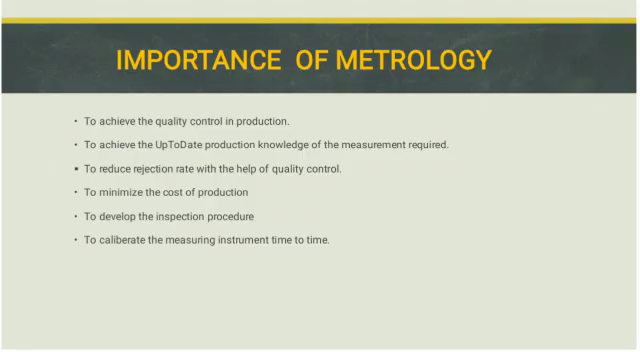 IMPORTANCE OF METROLOGY
• To achieve the quality control in production.
• To achieve the UpToDate production knowledge of the measurement required.
• To reduce rejection rate with the help of quality control.
• To minimize the cost of production
• To develop the inspection procedure
• To caliberate the measuring instrument time to time.